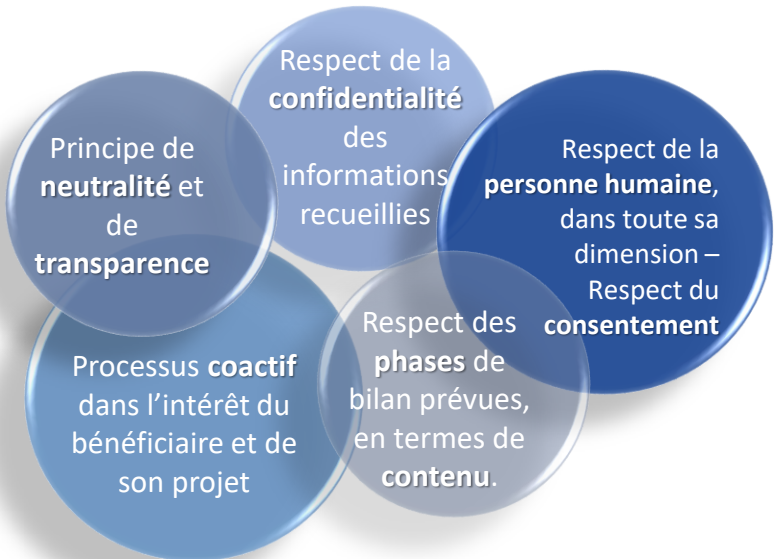 Respect de la
confidentialité
des
informations
recueillies
Principe de
neutralité et
de
transparence
Respect de la
personne humaine,
dans toute sa
dimension –
Respect du
consentement
Processus coactif
dans l’intérêt du
bénéficiaire et de
son projet
Respect des
phases de
bilan prévues,
en termes de
contenu.